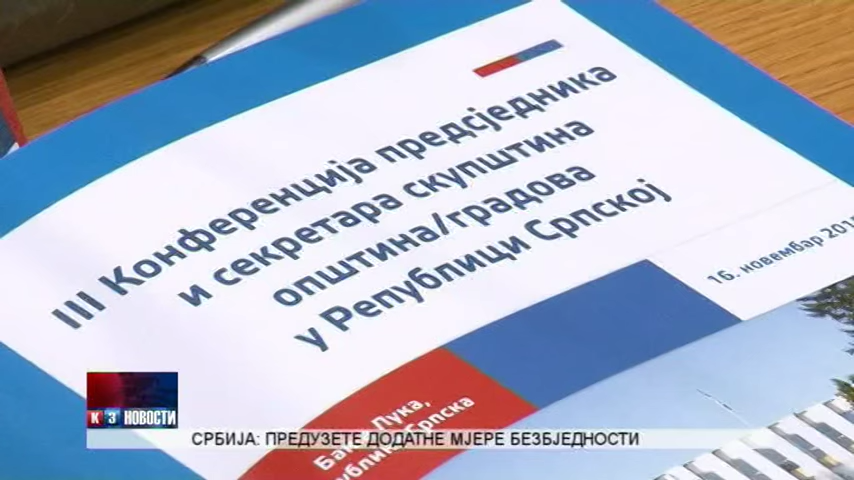 III Конференција предсједника
и секретара скупштина
општина/градова
у Републици Српској
16. новембар
Лука,
Српска
К3 НОВОСТИ
СРБИЈА: ПРЕДУЗЕТЕ ДОДАТНЕ МЈЕРЕ БЕЗБЈЕДНОСТИ